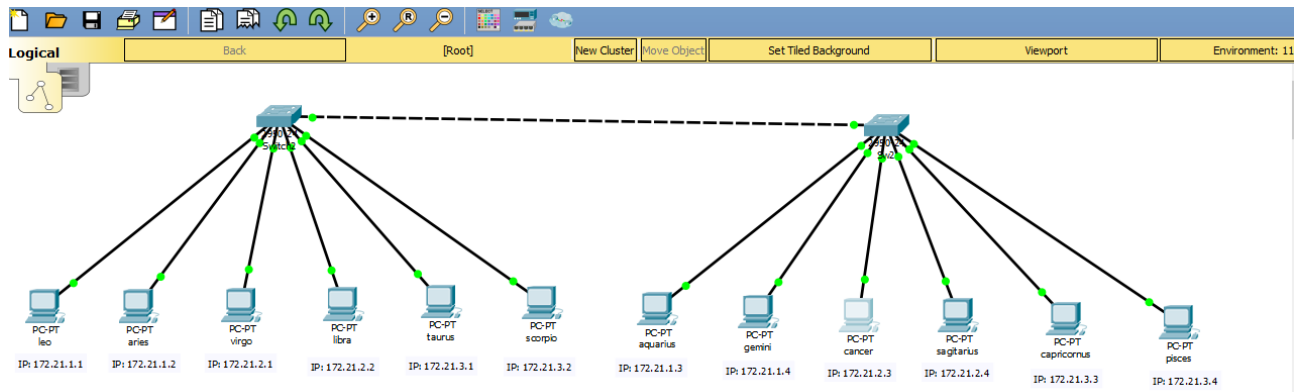 Logical
Back
[Root]
New Cluster
Move Object
Set Tiled Background
Viewport
Environment: 11
R
2950-24
Switch2
2950-24
Sw2
PC-PT
leo
PC-PT
aries
PC-PT
virgo
PC-PT
libra
PC-PT
taurus
PC-PT
scorpio
PC-PT
aquarius
PC-PT
gemini
PC-PT
cancer
PC-PT
sagitarius
PC-PT
capricornus
PC-PT
pisces
IP: 172.21.1.1
IP: 172.21.1.2
IP: 172.21.2.1
IP: 172.21.2.2
IP: 172.21.3.1
IP: 172.21.3.2
IP: 172.21.1.3
IP: 172.21.1.4
IP: 172.21.2.3
IP: 172.21.2.4
IP: 172.21.3.3
IP: 172.21.3.4